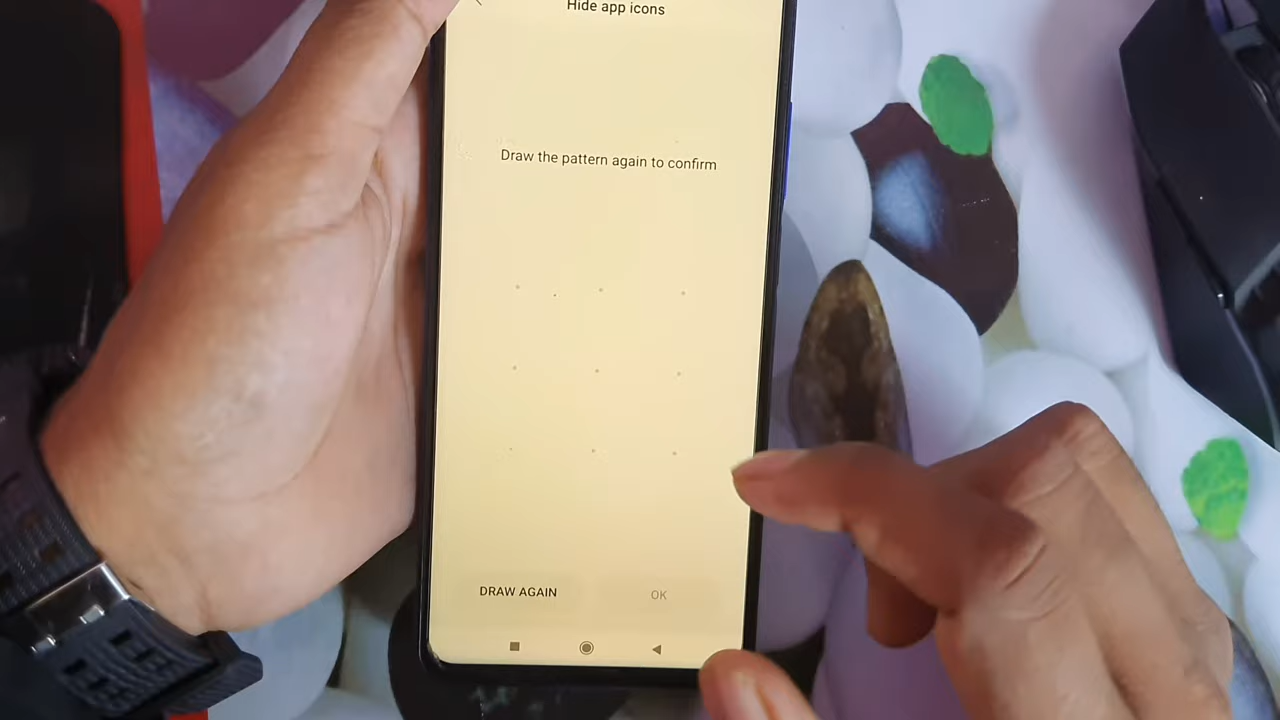 Hide app icons
Draw the pattern again to confirm
DRAW AGAIN
OK